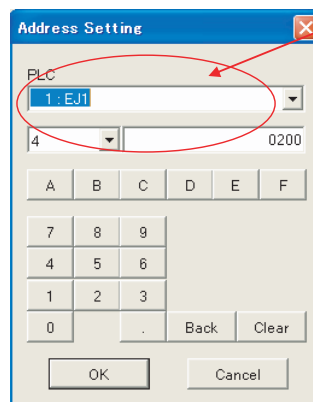 Address Setting
PLC
1 : EJ1
4 0200
A B C D E F
7 8 9
4 5 6
1 2 3
0 . Back Clear
OK Cancel